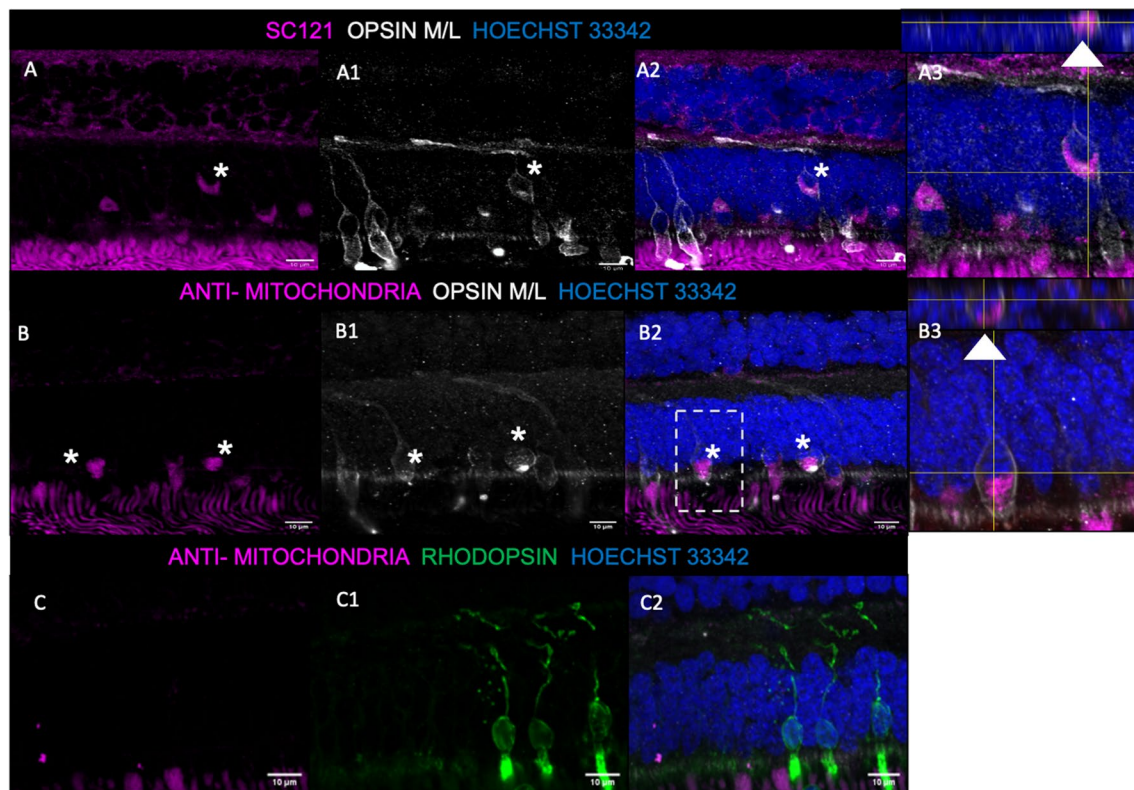 SC121 OPSIN M/L HOECHST 33342
A A1 A2 A3
* * *
10 µm 10 µm 10 µm
ANTI- MITOCHONDRIA OPSIN M/L HOECHST 33342
B B1 B2 B3
* * * * * *
10 µm 10 µm 10 µm
ANTI- MITOCHONDRIA RHODOPSIN HOECHST 33342
C C1 C2
10 µm 10 µm 10 µm